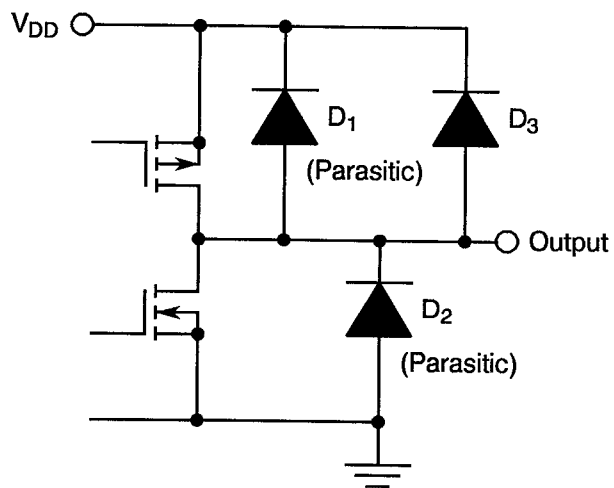 VDD
D1
D3
(Parasitic)
Output
D2
(Parasitic)